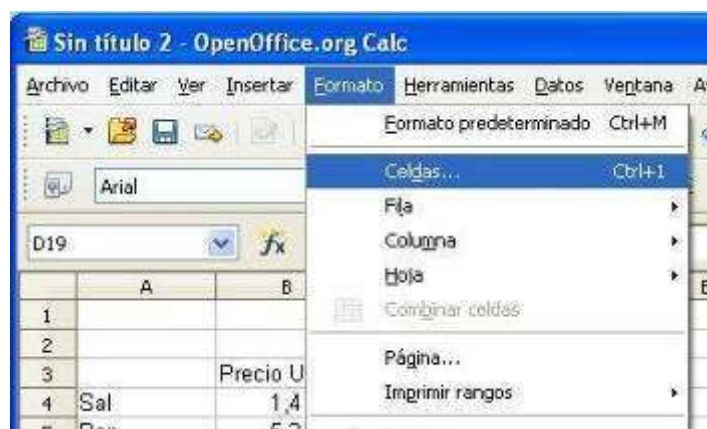 Sin título 2 - OpenOffice.org Calc
Archivo Editar Ver Insertar Formato Herramientas Datos Ventana
Formato predeterminado Ctrl+M
Arial
Celdas... Ctrl+1
Fila
Columna
D19
Hoja
A B
Combinar celdas
1
2
Página...
3 Precio U
Imprimir rangos
4 Sal 1,4